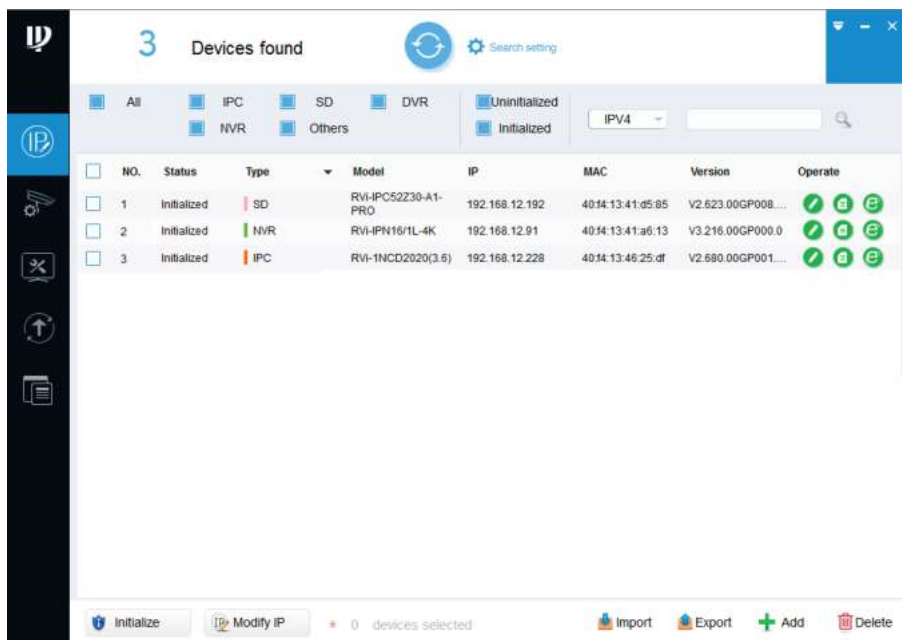 3 Devices found Search setting
All IPC SD DVR Uninitialized
NVR Others Initialized IPV4
NO. Status Type Model IP MAC Version Operate
1 Initialized SD RVi-IPC52Z30-A1-PRO 192.168.12.192 40:f4:13:41:d5:85 V2.623.00GP008....
2 Initialized NVR RVi-IPN16/1L-4K 192.168.12.91 40:f4:13:41:a6:13 V3.216.00GP000.0
3 Initialized IPC RVi-1NCD2020(3.6) 192.168.12.228 40:f4:13:46:25:df V2.680.00GP001....
Initialize Modify IP * 0 devices selected Import Export Add Delete